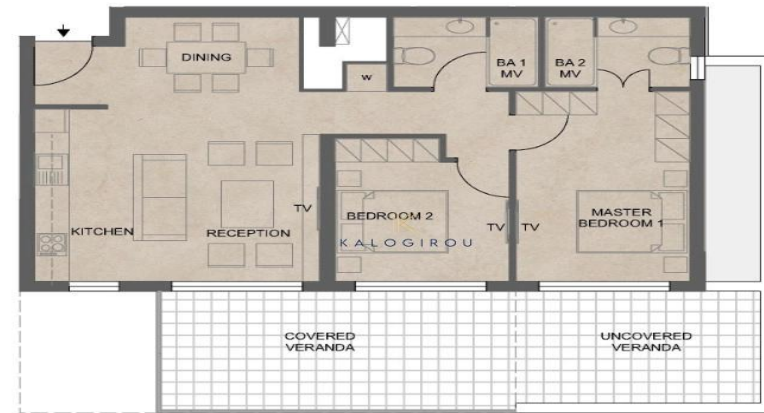 DINING
W
BA 1
MV
BA 2
MV
KITCHEN
RECEPTION
TV
BEDROOM 2
TV
TV
MASTER
BEDROOM 1
KALOGIROU
COVERED
VERANDA
UNCOVERED
VERANDA